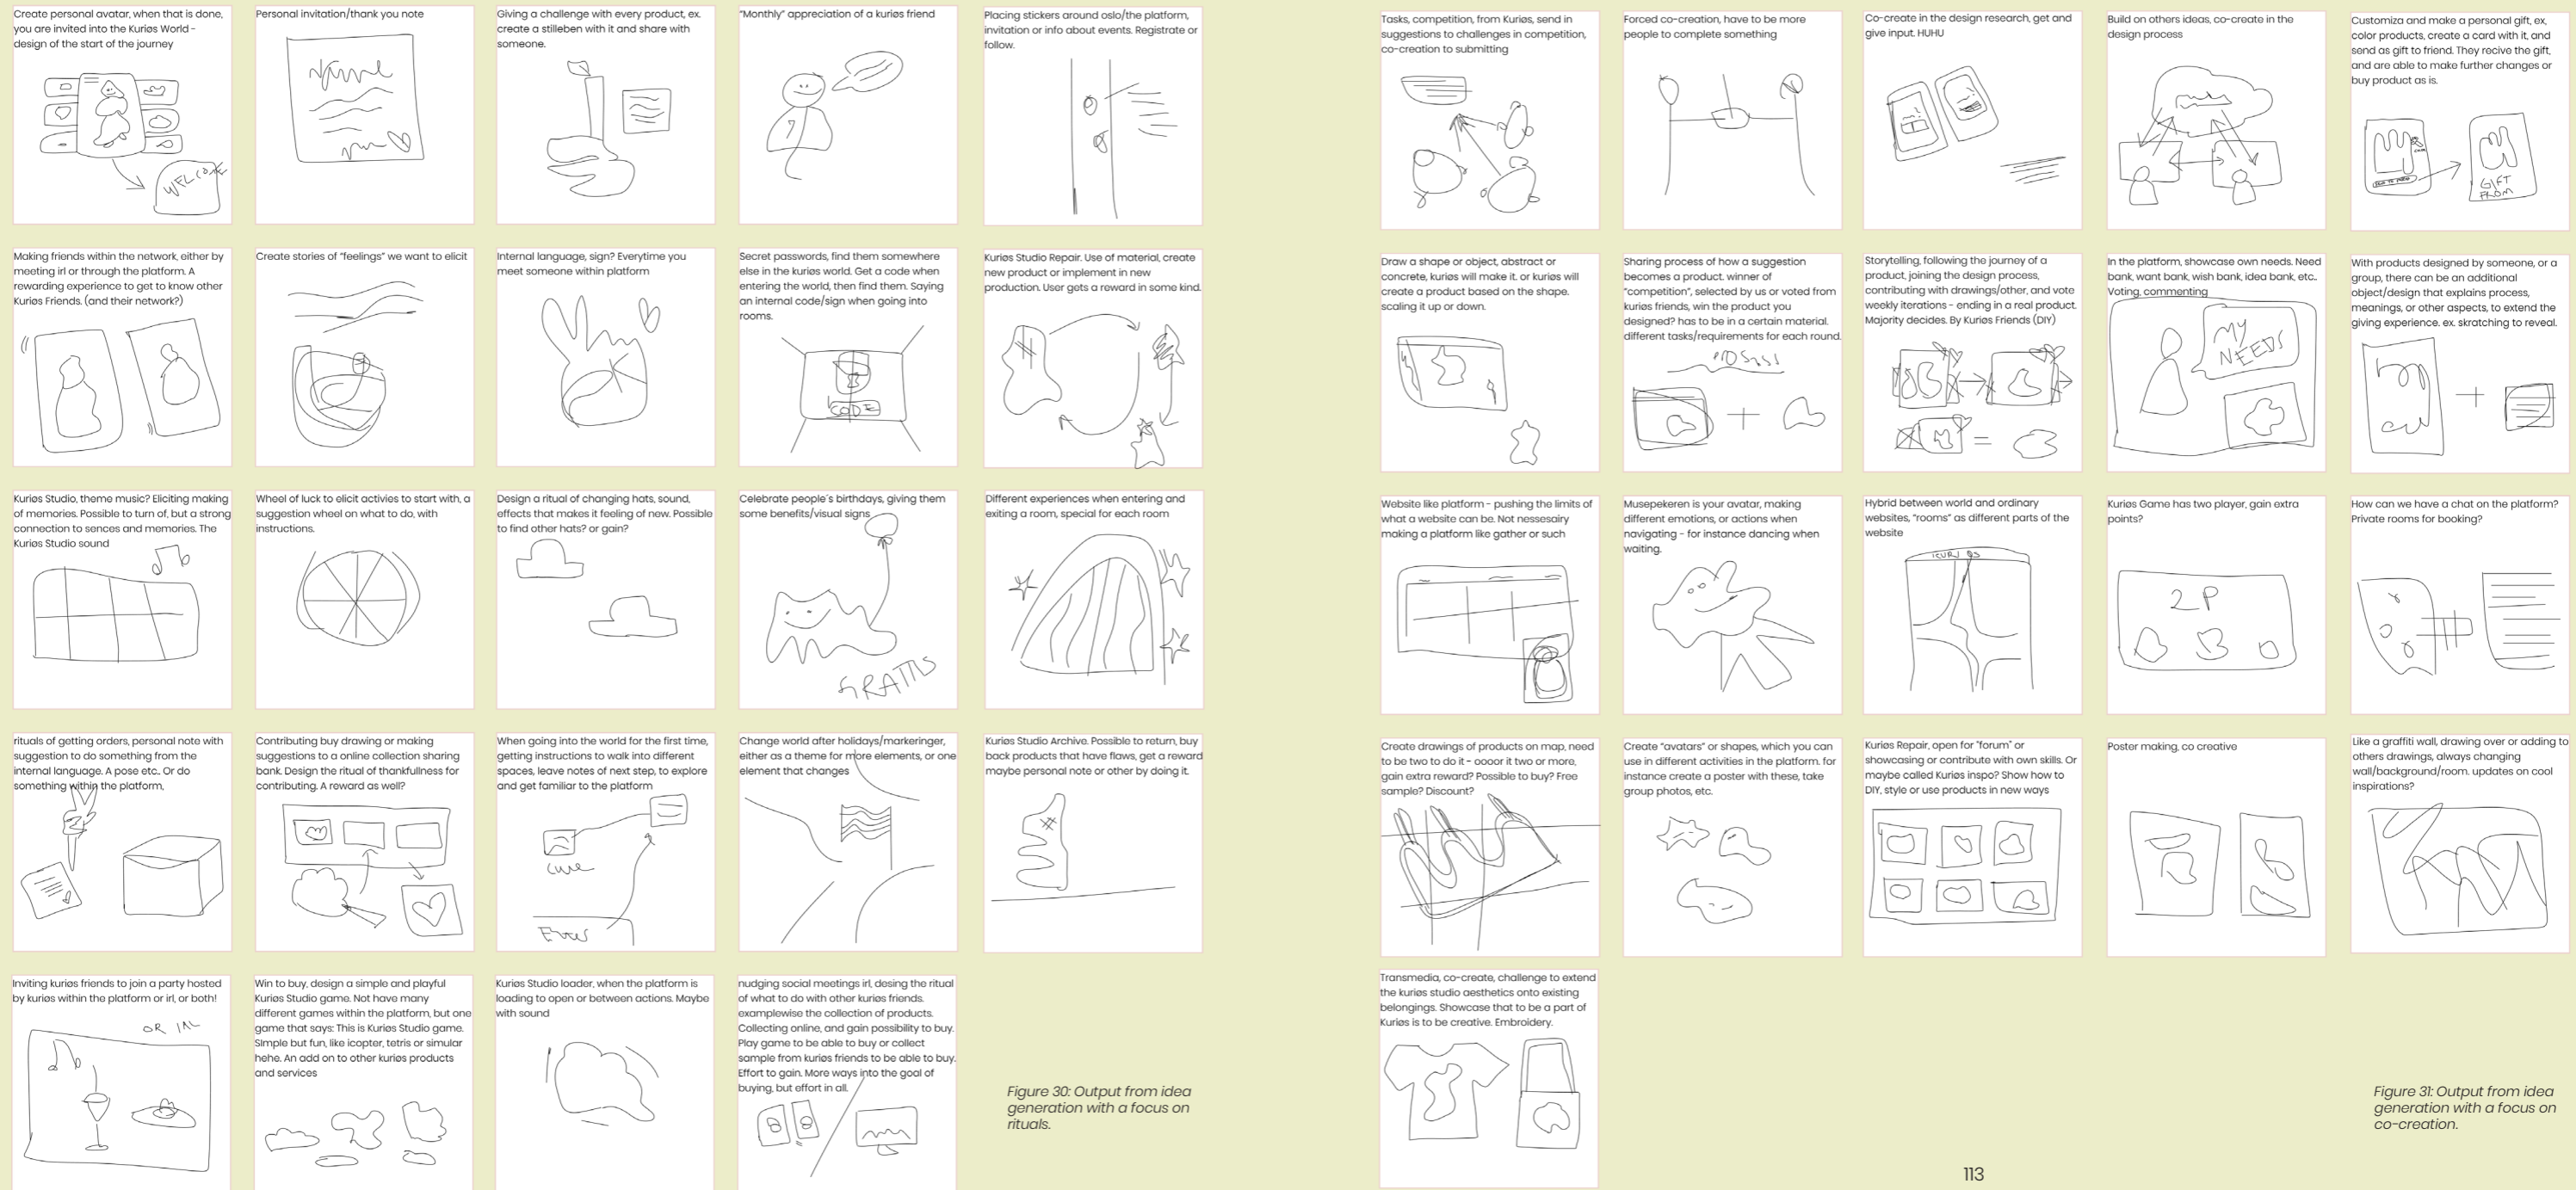 Create personal avatar, when that is done,
you are invited into the Kuriøs World -
design of the start of the journey
WELCOME
Personal invitation/thank you note
Name
Giving a challenge with every product, ex.
create a stilleben with it and share with
someone.
"Monthly" appreciation of a kuriøs friend
Placing stickers around oslo/the platform,
invitation or info about events. Registrate or
follow.
Making friends within the network, either by
meeting irl or through the platform. A
rewarding experience to get to know other
Kuriøs Friends. (and their network?)
Create stories of "feelings" we want to elicit
Internal language, sign? Everytime you
meet someone within platform
Secret passwords, find them somewhere
else in the kuriøs world. Get a code when
entering the world, then find them. Saying
an internal code/sign when going into
rooms.
CODE
Kuriøs Studio Repair. Use of material, create
new product or implement in new
production. User gets a reward in some kind.
Kuriøs Studio, theme music? Eliciting making
of memories. Possible to turn of, but a strong
connection to sences and memories. The
Kuriøs Studio sound
Wheel of luck to elicit activies to start with, a
suggestion wheel on what to do, with
instructions.
Design a ritual of changing hats, sound,
effects that makes it feeling of new. Possible
to find other hats? or gain?
Celebrate people´s birthdays, giving them
some benefits/visual signs
GRATTIS
Different experiences when entering and
exiting a room, special for each room
rituals of getting orders, personal note with
suggestion to do something from the
internal language. A pose etc.. Or do
something within the platform,
Contributing buy drawing or making
suggestions to a online collection sharing
bank. Design the ritual of thankfullness for
contributing. A reward as well?
When going into the world for the first time,
getting instructions to walk into different
spaces, leave notes of next step, to explore
and get familiar to the platform
Change world after holidays/markeringer,
either as a theme for more elements, or one
element that changes
Kuriøs Studio Archive. Possible to return, buy
back products that have flaws, get a reward
maybe personal note or other by doing it.
Inviting kuriøs friends to join a party hosted
by kuriøs within the platform or irl, or both!
OR IRL
Win to buy, design a simple and playful
Kuriøs Studio game. Not have many
different games within the platform, but one
game that says: This is Kuriøs Studio game.
SImple but fun, like icopter, tetris or simular
hehe. An add on to other kuriøs products
and services
Kuriøs Studio loader, when the platform is
loading to open or between actions. Maybe
with sound
nudging social meetings irl, desing the ritual
of what to do with other kuriøs friends.
examplewise the collection of products.
Collecting online, and gain possibility to buy.
Play game to be able to buy or collect
sample from kuriøs friends to be able to buy.
Effort to gain. More ways into the goal of
buying, but effort in all.
Figure 30: Output from idea
generation with a focus on
rituals.
Tasks, competition, from Kuriøs, send in
suggestions to challenges in competition,
co-creation to submitting
Forced co-creation, have to be more
people to complete something
Co-create in the design research, get and
give input. HUHU
Build on others ideas, co-create in the
design process
Customiza and make a personal gift, ex,
color products, create a card with it, and
send as gift to friend. They recive the gift,
and are able to make further changes or
buy product as is.
GIFT
FROM
Draw a shape or object, abstract or
concrete, kuriøs will make it. or kuriøs will
create a product based on the shape.
scaling it up or down.
Sharing process of how a suggestion
becomes a product. winner of
"competition", selected by us or voted from
kuriøs friends, win the product you
designed? has to be in a certain material.
different tasks/requirements for each round.
Storytelling, following the journey of a
product, joining the design process,
contributing with drawings/other, and vote
weekly iterations - ending in a real product.
Majority decides. By Kuriøs Friends (DIY)
In the platform, showcase own needs. Need
bank, want bank, wish bank, idea bank, etc..
Voting, commenting
MY
NEEDS
With products designed by someone, or a
group, there can be an additional
object/design that explains process,
meanings, or other aspects, to extend the
giving experience. ex. skratching to reveal.
Website like platform - pushing the limits of
what a website can be. Not nessesairy
making a platform like gather or such
Musepekeren is your avatar, making
different emotions, or actions when
navigating - for instance dancing when
waiting.
Hybrid between world and ordinary
websites, "rooms" as different parts of the
website
Kuriøs Game has two player, gain extra
points?
2 P
How can we have a chat on the platform?
Private rooms for booking?
Create drawings of products on map, need
to be two to do it - oooor it two or more,
gain extra reward? Possible to buy? Free
sample? Discount?
Create "avatars" or shapes, which you can
use in different activities in the platform. for
instance create a poster with these, take
group photos, etc.
Kuriøs Repair, open for "forum" or
showcasing or contribute with own skills. Or
maybe called Kuriøs inspo? Show how to
DIY, style or use products in new ways
Poster making, co creative
Like a graffiti wall, drawing over or adding to
others drawings, always changing
wall/background/room. updates on cool
inspirations?
Transmedia, co-create, challenge to extend
the kuriøs studio aesthetics onto existing
belongings. Showcase that to be a part of
Kuriøs is to be creative. Embroidery.
Figure 31: Output from idea
generation with a focus on
co-creation.
113